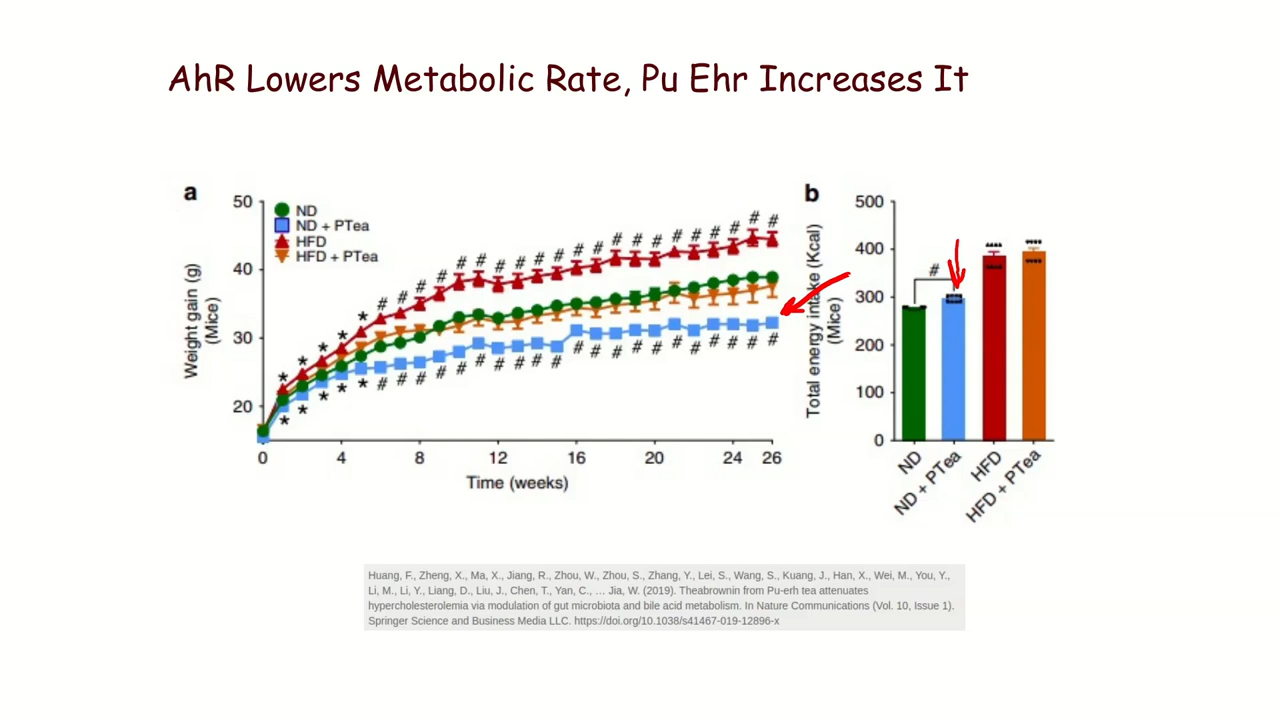 AhR Lowers Metabolic Rate, Pu Ehr Increases It
a
50
40
30
20
Weight gain (g)
(Mice)
ND
ND + PTea
HFD
HFD + PTea
* * * * * # # # # # # # # # # # # # # # # # # # # #
* * * * * # # # # # # # # # # # # # # # # # # # # #
0 4 8 12 16 20 24 26
Time (weeks)
b
500
400
300
200
100
0
Total energy intake (Kcal)
(Mice)
#
ND
ND + PTea
HFD
HFD + PTea
Huang, F., Zheng, X., Ma, X., Jiang, R., Zhou, W., Zhou, S., Zhang, Y., Lei, S., Wang, S., Kuang, J., Han, X., Wei, M., You, Y.,
Li, M., Li, Y., Liang, D., Liu, J., Chen, T., Yan, C., … Jia, W. (2019). Theabrownin from Pu-erh tea attenuates
hypercholesterolemia via modulation of gut microbiota and bile acid metabolism. In Nature Communications (Vol. 10, Issue 1).
Springer Science and Business Media LLC. https://doi.org/10.1038/s41467-019-12896-x